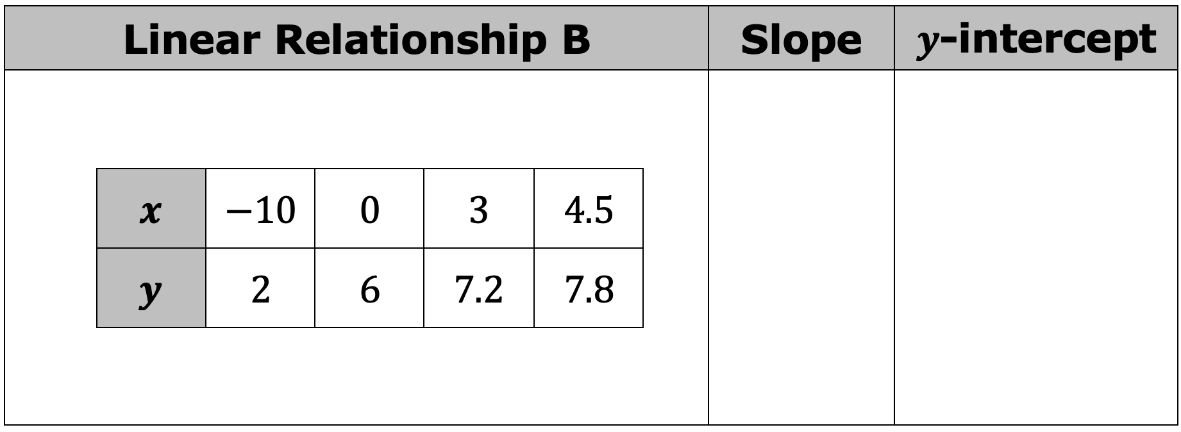 Linear Relationship B Slope y-intercept
x −10 0 3 4.5
y 2 6 7.2 7.8